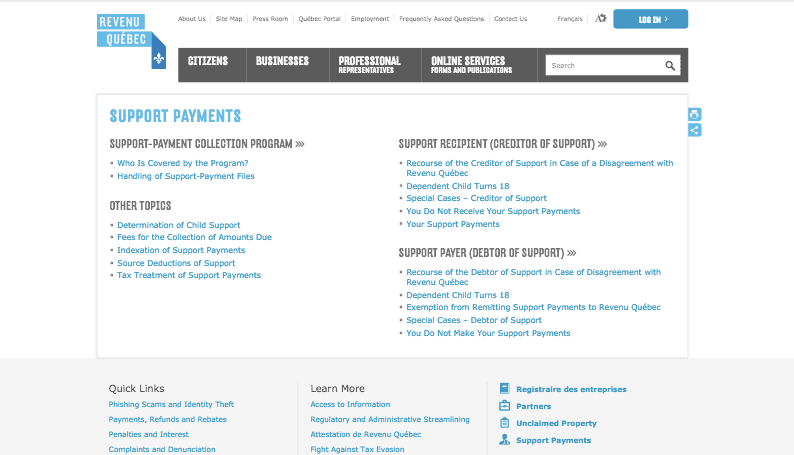 REVENU
QUÉBEC
About Us
Site Map
Press Room
Québec Portal
Employment
Frequently Asked Questions
Contact Us
Français
LOG IN
CITIZENS
BUSINESSES
PROFESSIONAL
REPRESENTATIVES
ONLINE SERVICES
FORMS AND PUBLICATIONS
Search
SUPPORT PAYMENTS
SUPPORT-PAYMENT COLLECTION PROGRAM
Who Is Covered by the Program?
Handling of Support-Payment Files
OTHER TOPICS
Determination of Child Support
Fees for the Collection of Amounts Due
Indexation of Support Payments
Source Deductions of Support
Tax Treatment of Support Payments
SUPPORT RECIPIENT (CREDITOR OF SUPPORT)
Recourse of the Creditor of Support in Case of a Disagreement with
Revenu Québec
Dependent Child Turns 18
Special Cases – Creditor of Support
You Do Not Receive Your Support Payments
Your Support Payments
SUPPORT PAYER (DEBTOR OF SUPPORT)
Recourse of the Debtor of Support in Case of Disagreement with
Revenu Québec
Dependent Child Turns 18
Exemption from Remitting Support Payments to Revenu Québec
Special Cases – Debtor of Support
You Do Not Make Your Support Payments
Quick Links
Phishing Scams and Identity Theft
Payments, Refunds and Rebates
Penalties and Interest
Complaints and Denunciation
Learn More
Access to Information
Regulatory and Administrative Streamlining
Attestation de Revenu Québec
Fight Against Tax Evasion
Registraire des entreprises
Partners
Unclaimed Property
Support Payments